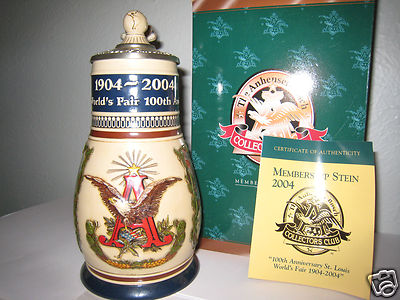 1904~2004
World's Fair 100th
The Anheuser-Busch
COLLECTORS
CERTIFICATE OF AUTHENTICITY
MEMBERSHIP STEIN
2004
COLLECTORS CLUB
"100th Anniversary St. Louis
World's Fair 1904-2004"